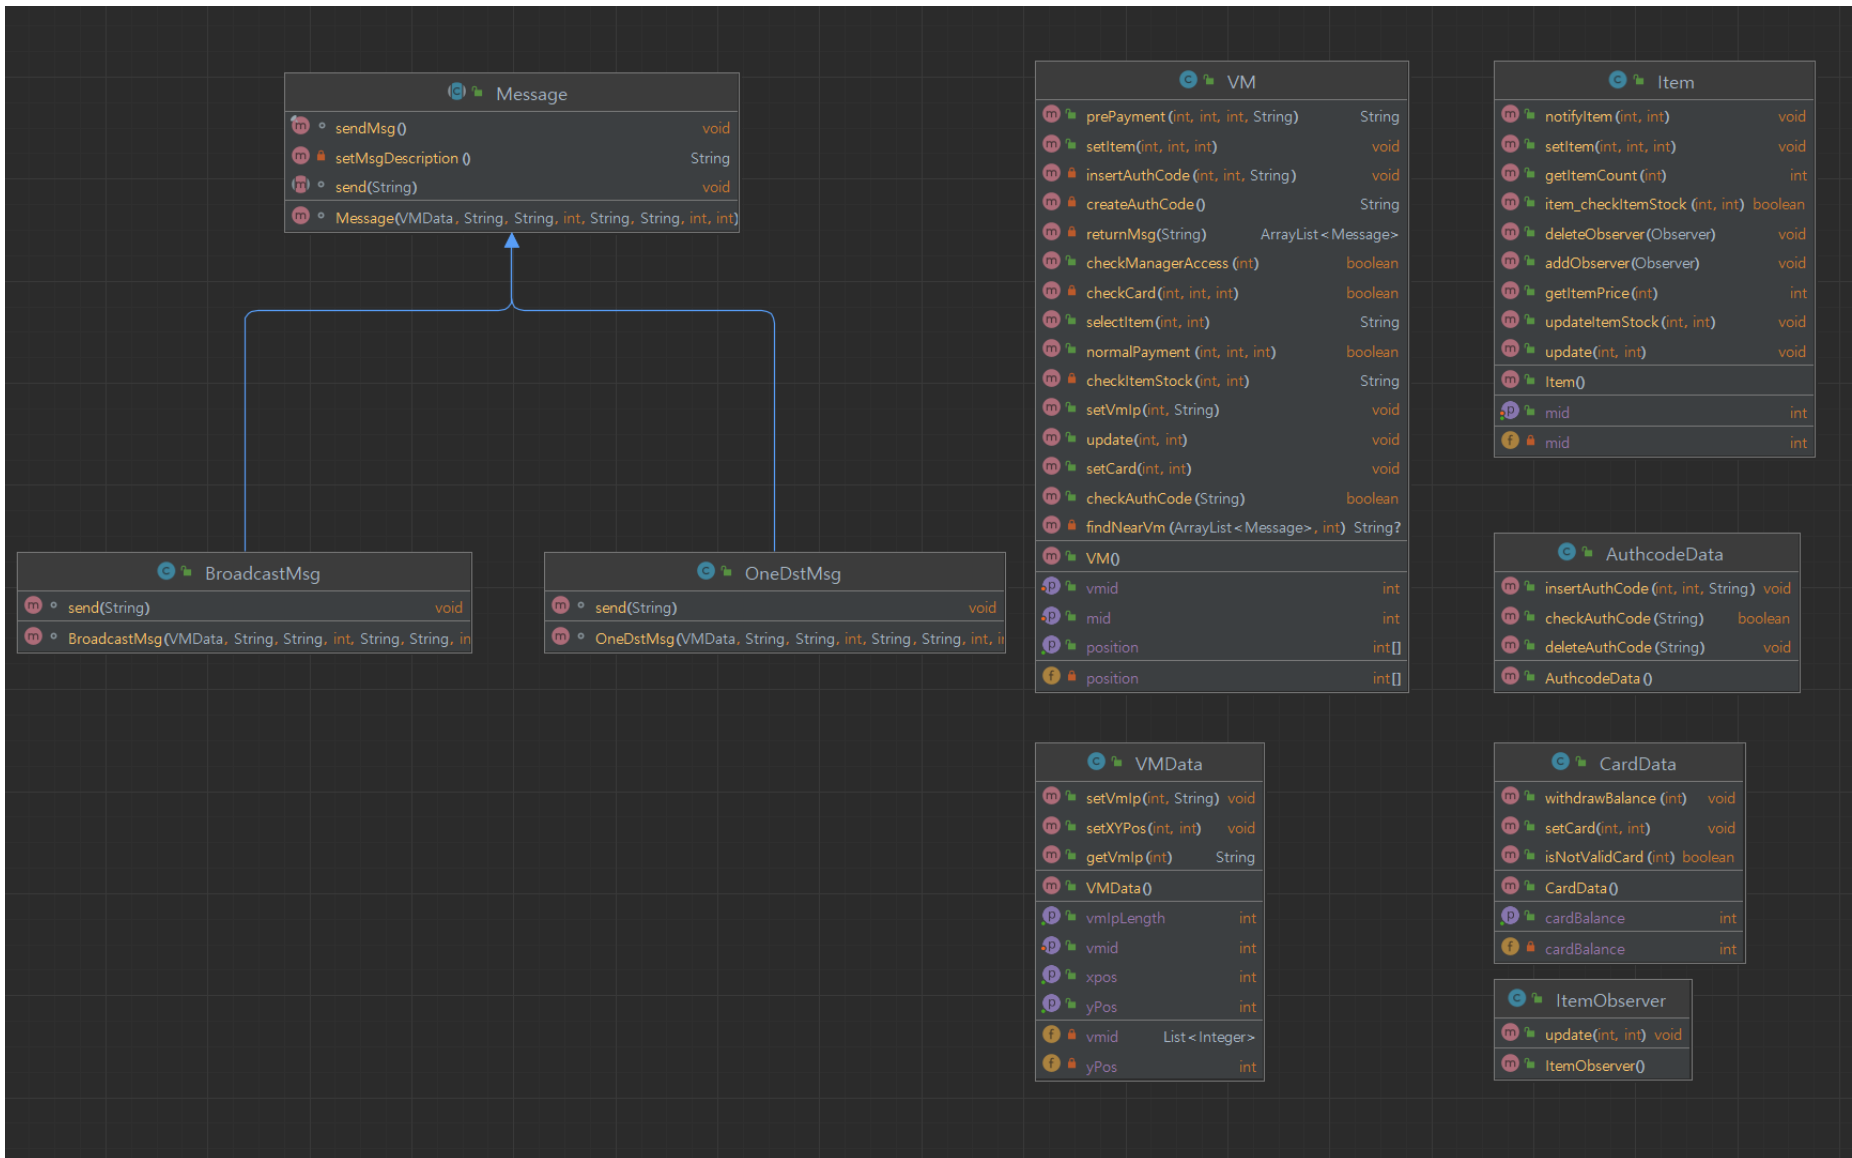 Message
sendMsg() void
setMsgDescription () String
send(String) void
Message(VMData, String, String, int, String, String, int, int)
BroadcastMsg
send(String) void
BroadcastMsg(VMData, String, String, int, String, String, in
OneDstMsg
send(String) void
OneDstMsg(VMData, String, String, int, String, String, int, in
VM
prePayment(int, int, int, String) String
setItem(int, int, int) void
insertAuthCode (int, int, String) void
createAuthCode() String
returnMsg(String) ArrayList<Message>
checkManagerAccess (int) boolean
checkCard(int, int, int) boolean
selectItem(int, int) String
normalPayment (int, int, int) boolean
checkItemStock(int, int) String
setVmIp(int, String) void
update(int, int) void
setCard(int, int) void
checkAuthCode (String) boolean
findNearVm (ArrayList<Message>, int) String?
VM()
vmid int
mid int
position int[]
position int[]
VMData
setVmIp(int, String) void
setXYPos(int, int) void
getVmIp(int) String
VMData()
vmIpLength int
vmid int
xpos int
yPos int
vmid List<Integer>
yPos int
Item
notifyItem(int, int) void
setItem(int, int, int) void
getItemCount(int) int
item_checkItemStock (int, int) boolean
deleteObserver(Observer) void
addObserver(Observer) void
getItemPrice(int) int
updateItemStock(int, int) void
update(int, int) void
Item()
mid int
mid int
AuthcodeData
insertAuthCode (int, int, String) void
checkAuthCode (String) boolean
deleteAuthCode (String) void
AuthcodeData ()
CardData
withdrawBalance (int) void
setCard(int, int) void
isNotValidCard (int) boolean
CardData()
cardBalance int
cardBalance int
ItemObserver
update(int, int) void
ItemObserver()